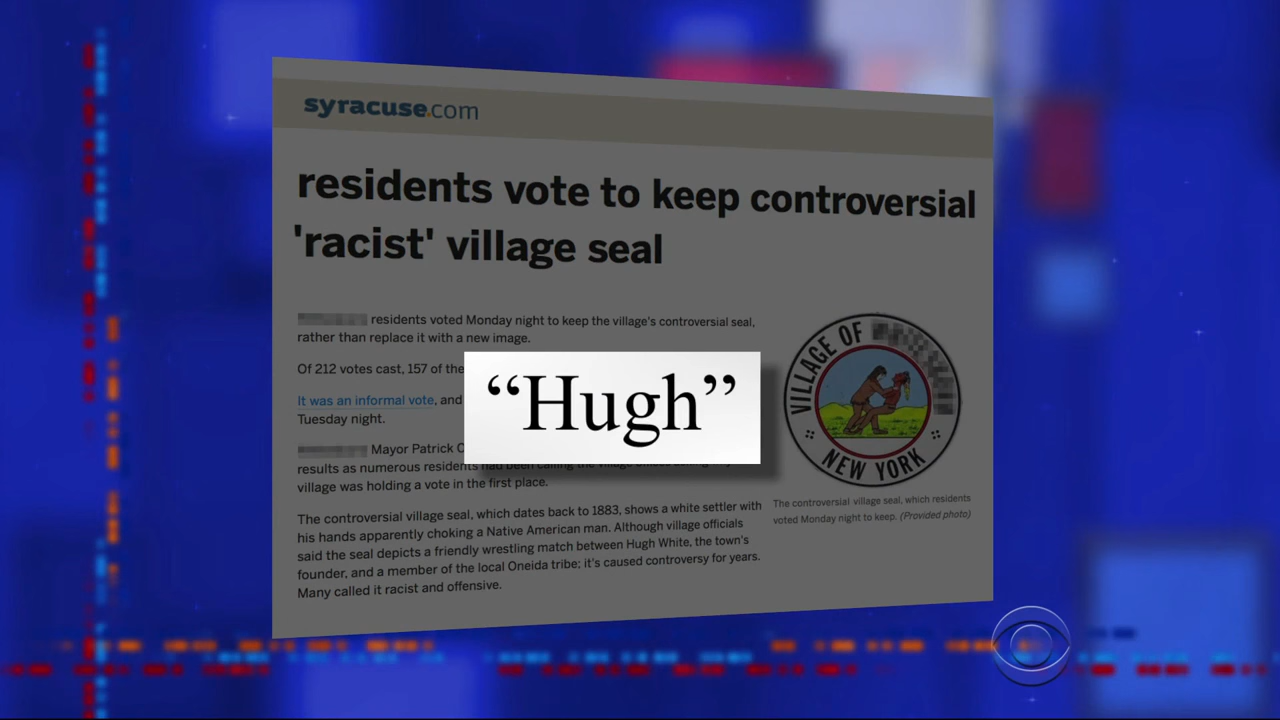 syracuse.com
residents vote to keep controversial
'racist' village seal
residents voted Monday night to keep the village's controversial seal,
rather than replace it with a new image.
Of 212 votes cast, 157 of the
It was an informal vote, and
Tuesday night.
Mayor Patrick
results as numerous residents had been calling the village
village was holding a vote in the first place.
The controversial village seal, which dates back to 1883, shows a white settler with
his hands apparently choking a Native American man. Although village officials
said the seal depicts a friendly wrestling match between Hugh White, the town's
founder, and a member of the local Oneida tribe; it's caused controversy for years.
Many called it racist and offensive.
“Hugh”
VILLAGE OF
NEW YORK
The controversial village seal, which residents
voted Monday night to keep. (Provided photo)